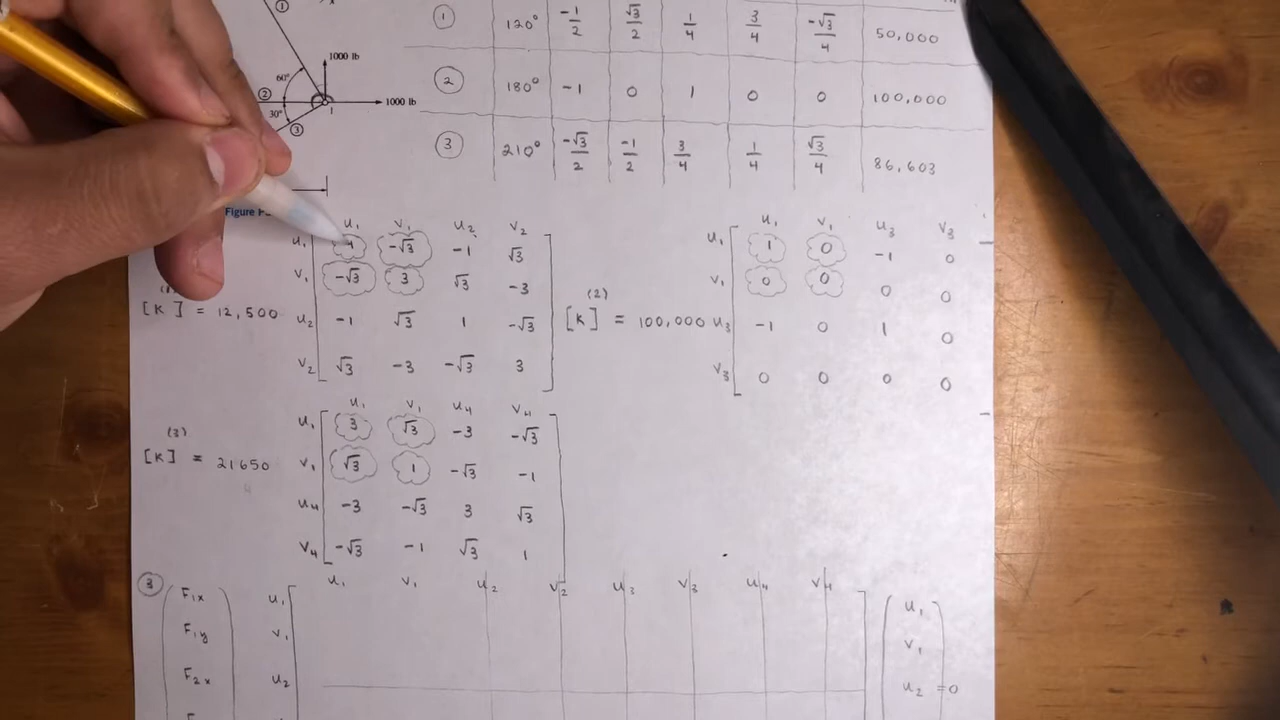 ①
1000 lb
60°
② 1000 lb
30° 1
③
① 120° -1/2 √3/2 1/4 3/4 -√3/4 50,000
② 180° -1 0 1 0 0 100,000
③ 210° -√3/2 -1/2 3/4 1/4 √3/4 86,603
u₁ v₁ u₂ v₂
u₁ -√3 -1 √3
v₁ -√3 3 √3 -3
[K] = 12,500
u₂ -1 √3 1 -√3
v₂ √3 -3 -√3 3
u₁ v₁ u₃ v₃
u₁ 1 0 -1 0
v₁ 0 0 0 0
(2)
[K] = 100,000
u₃ -1 0 1 0
v₃ 0 0 0 0
u₁ v₁ u₄ v₄
u₁ 3 √3 -3 -√3
(3)
[K] = 21650
v₁ √3 1 -√3 -1
u₄ -3 -√3 3 √3
v₄ -√3 -1 √3 1
③
u₁ v₁ u₂ v₂ u₃ v₃ u₄ v₄
F₁ₓ u₁ u₁
F₁y v₁ v₁
F₂ₓ u₂ u₂ = 0